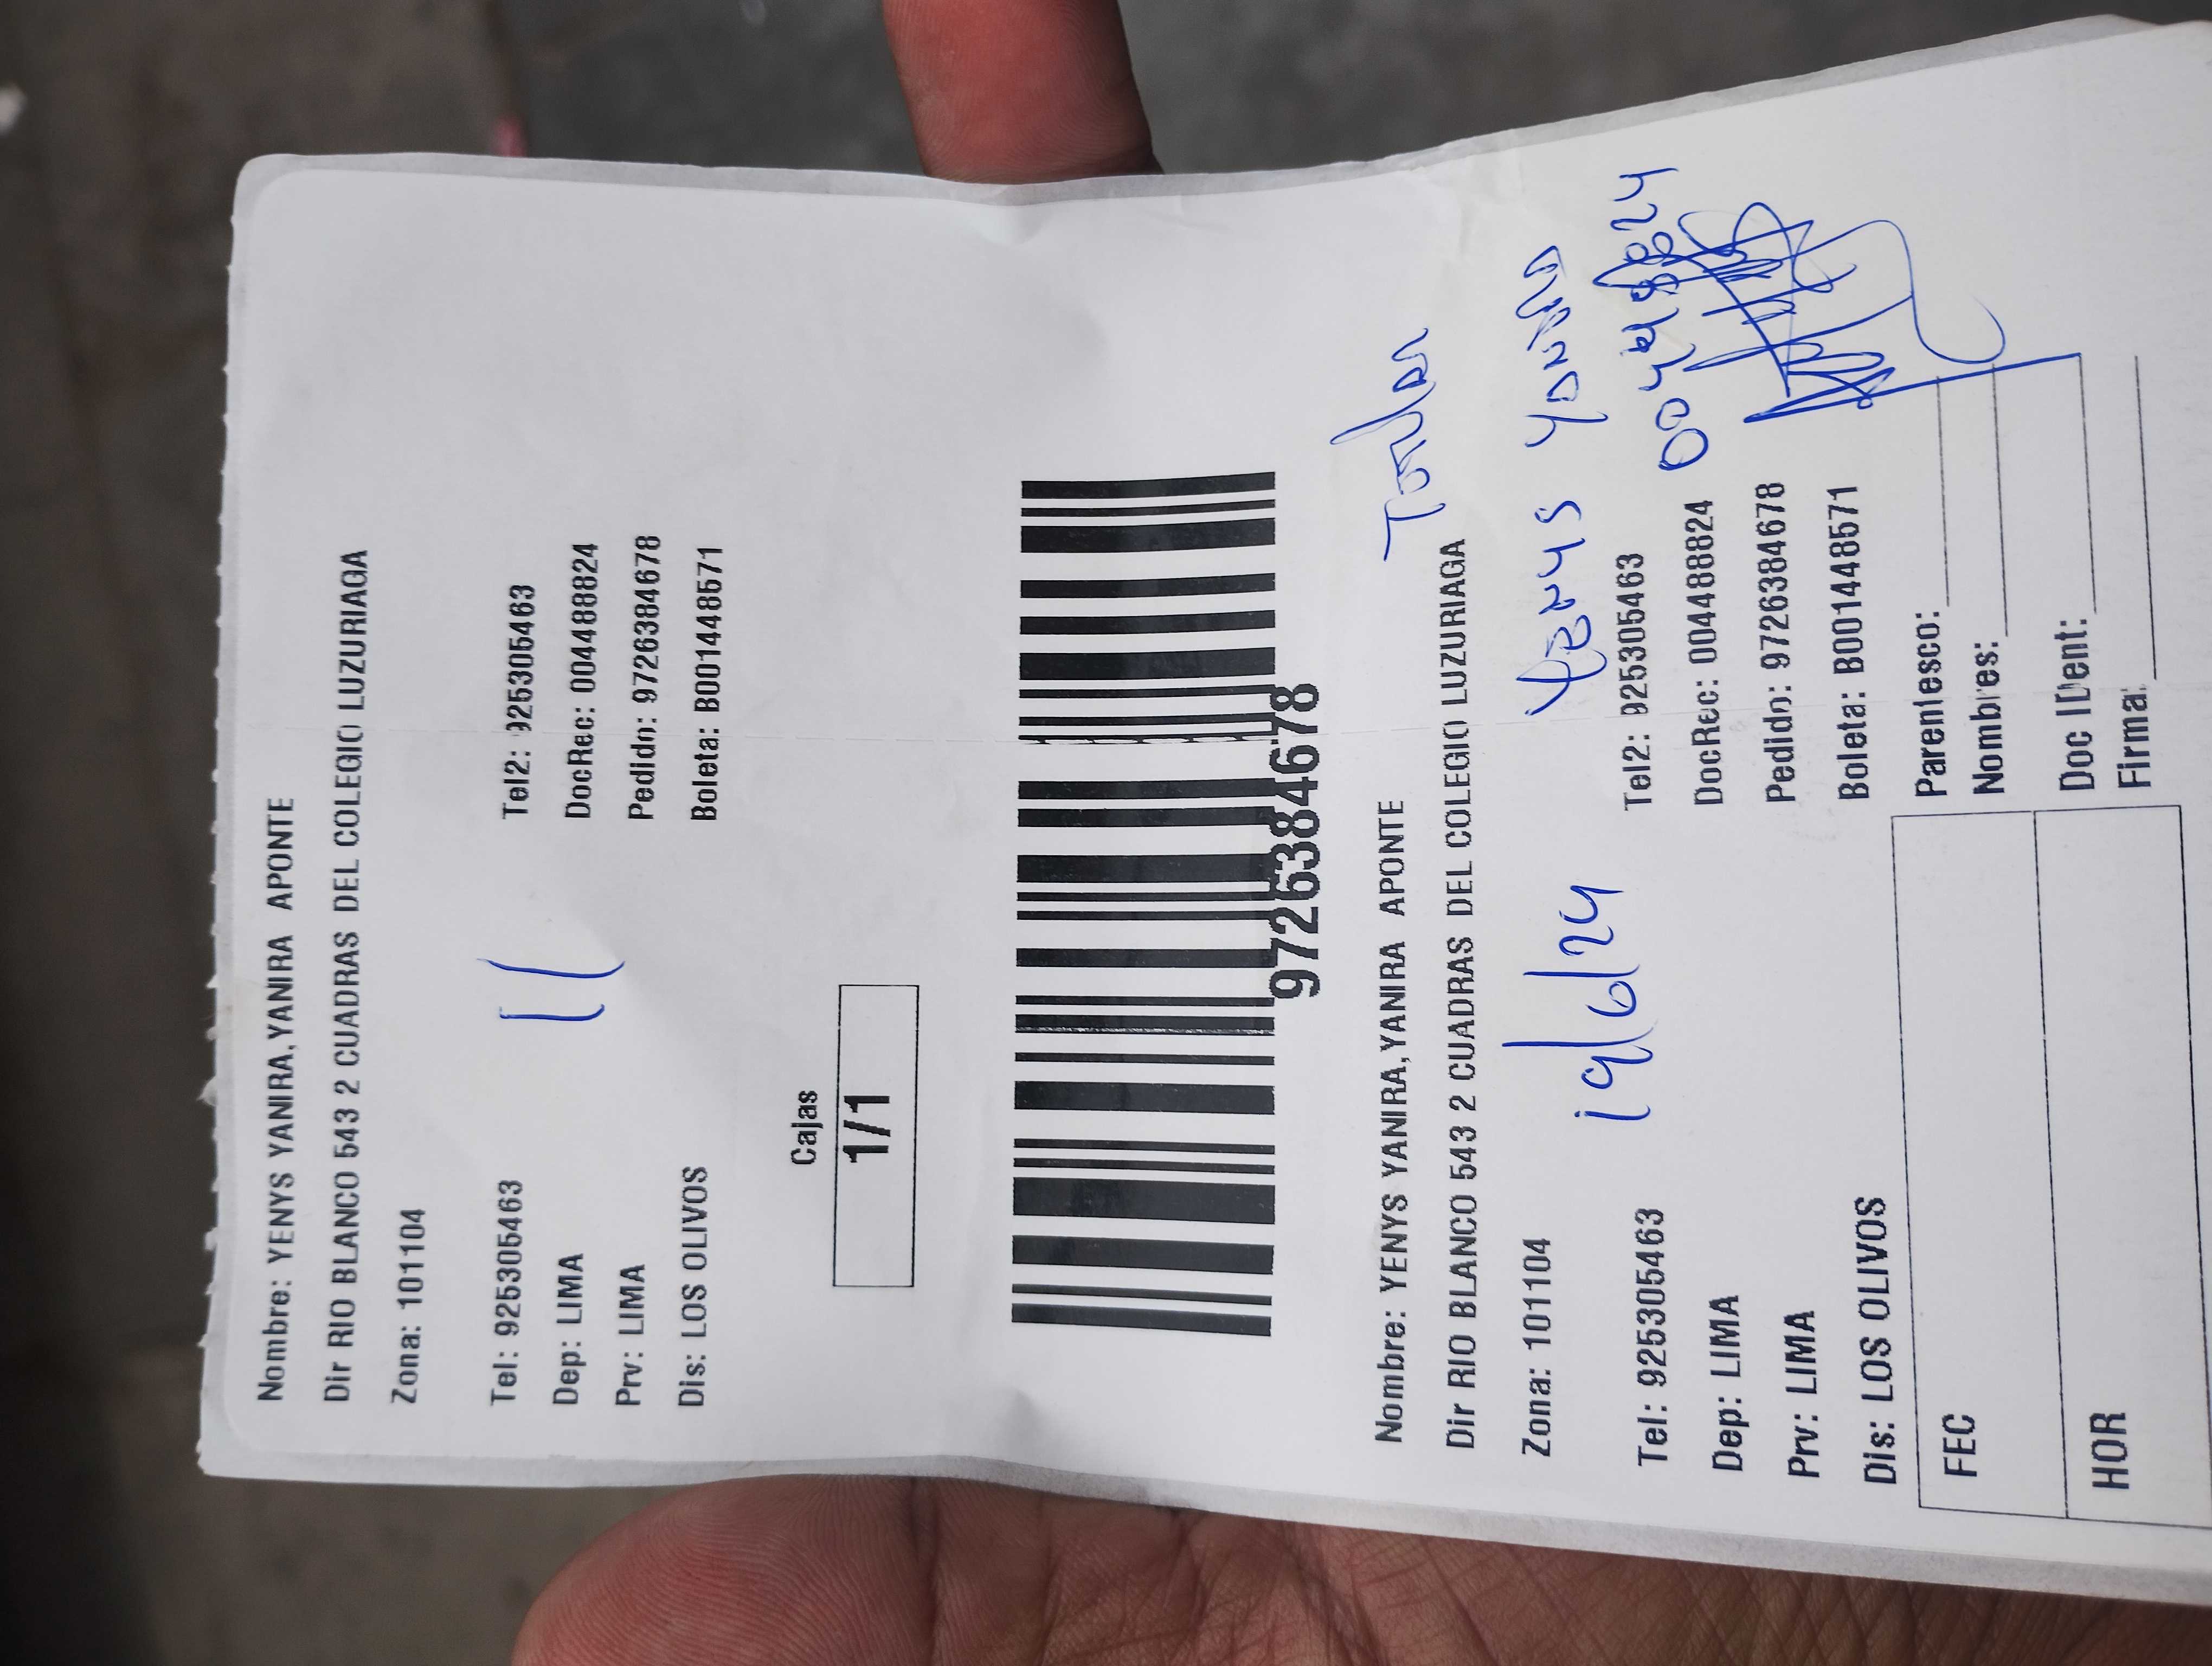 Nombre: YENYS YANIRA,YANIRA APONTE
Dir RIO BLANCO 543 2 CUADRAS DEL COLEGIO LUZURIAGA
Zona: 101104
Tel: 925305463 Tel2: 925305463
Dep: LIMA DocRec: 004488824
Prv: LIMA Pedido: 9726384678
Dis: LOS OLIVOS Boleta: B001448571
Cajas
1/1
9726384678
Nombre: YENYS YANIRA,YANIRA APONTE
Dir RIO BLANCO 543 2 CUADRAS DEL COLEGIO LUZURIAGA
Zona: 101104
19/6/24
Tel: 925305463 Tel2: 925305463
Dep: LIMA DocRec: 004488824
Prv: LIMA Pedido: 9726384678
Dis: LOS OLIVOS Boleta: B001448571
FEC Parentesco:
Nombres:
HOR Doc IDent:
Firma: